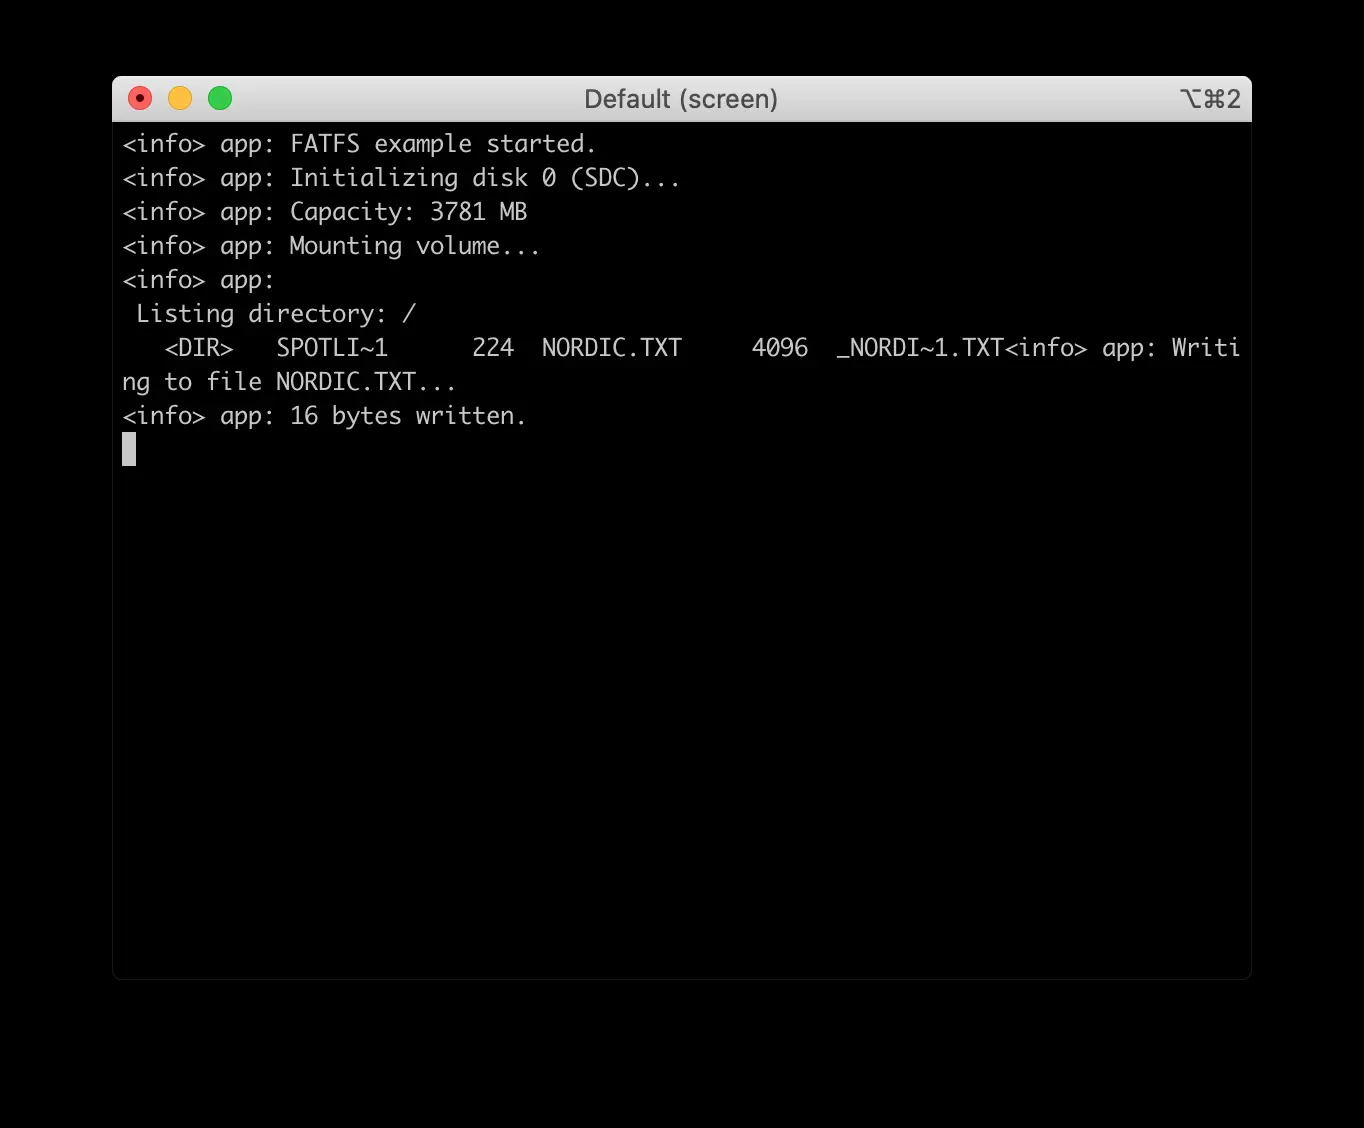 Default (screen)
⌥⌘2
<info> app: FATFS example started.
<info> app: Initializing disk 0 (SDC)...
<info> app: Capacity: 3781 MB
<info> app: Mounting volume...
<info> app:
 Listing directory: /
   <DIR>   SPOTLI~1      224  NORDIC.TXT     4096  _NORDI~1.TXT<info> app: Writi
ng to file NORDIC.TXT...
<info> app: 16 bytes written.